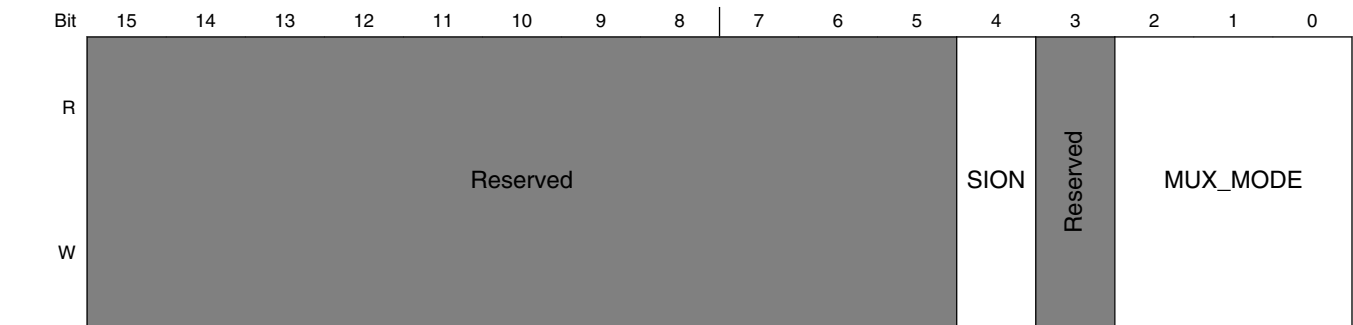 Bit 15 14 13 12 11 10 9 8 7 6 5 4 3 2 1 0
R
Reserved SION Reserved MUX_MODE
W